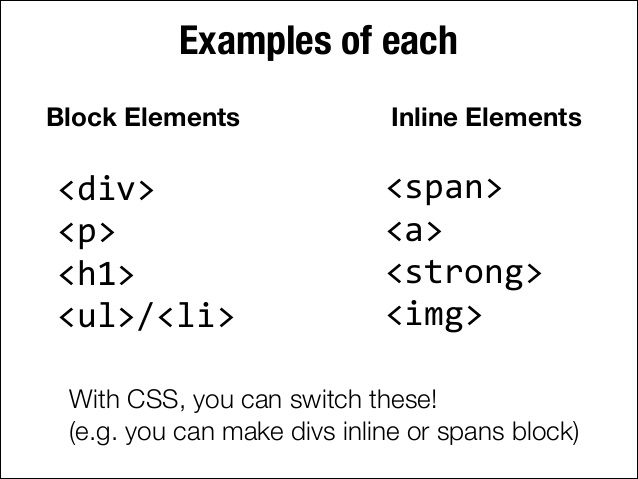 Examples of each
Block Elements
<div>
<p>
<h1>
<ul>/<li>
Inline Elements
<span>
<a>
<strong>
<img>
With CSS, you can switch these!
(e.g. you can make divs inline or spans block)